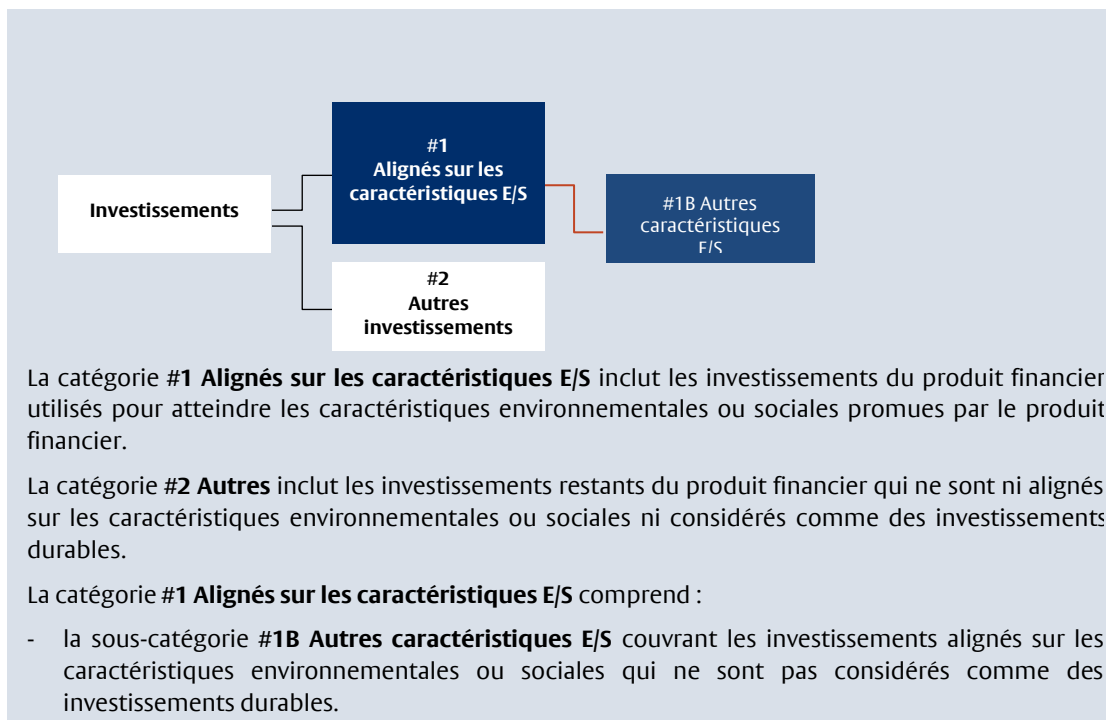 #1
Alignés sur les
caractéristiques E/S
Investissements
#1B Autres
caractéristiques
E/S
#2
Autres
investissements
La catégorie #1 Alignés sur les caractéristiques E/S inclut les investissements du produit financier
utilisés pour atteindre les caractéristiques environnementales ou sociales promues par le produit
financier.
La catégorie #2 Autres inclut les investissements restants du produit financier qui ne sont ni alignés
sur les caractéristiques environnementales ou sociales ni considérés comme des investissements
durables.
La catégorie #1 Alignés sur les caractéristiques E/S comprend :
- la sous-catégorie #1B Autres caractéristiques E/S couvrant les investissements alignés sur les
caractéristiques environnementales ou sociales qui ne sont pas considérés comme des
investissements durables.